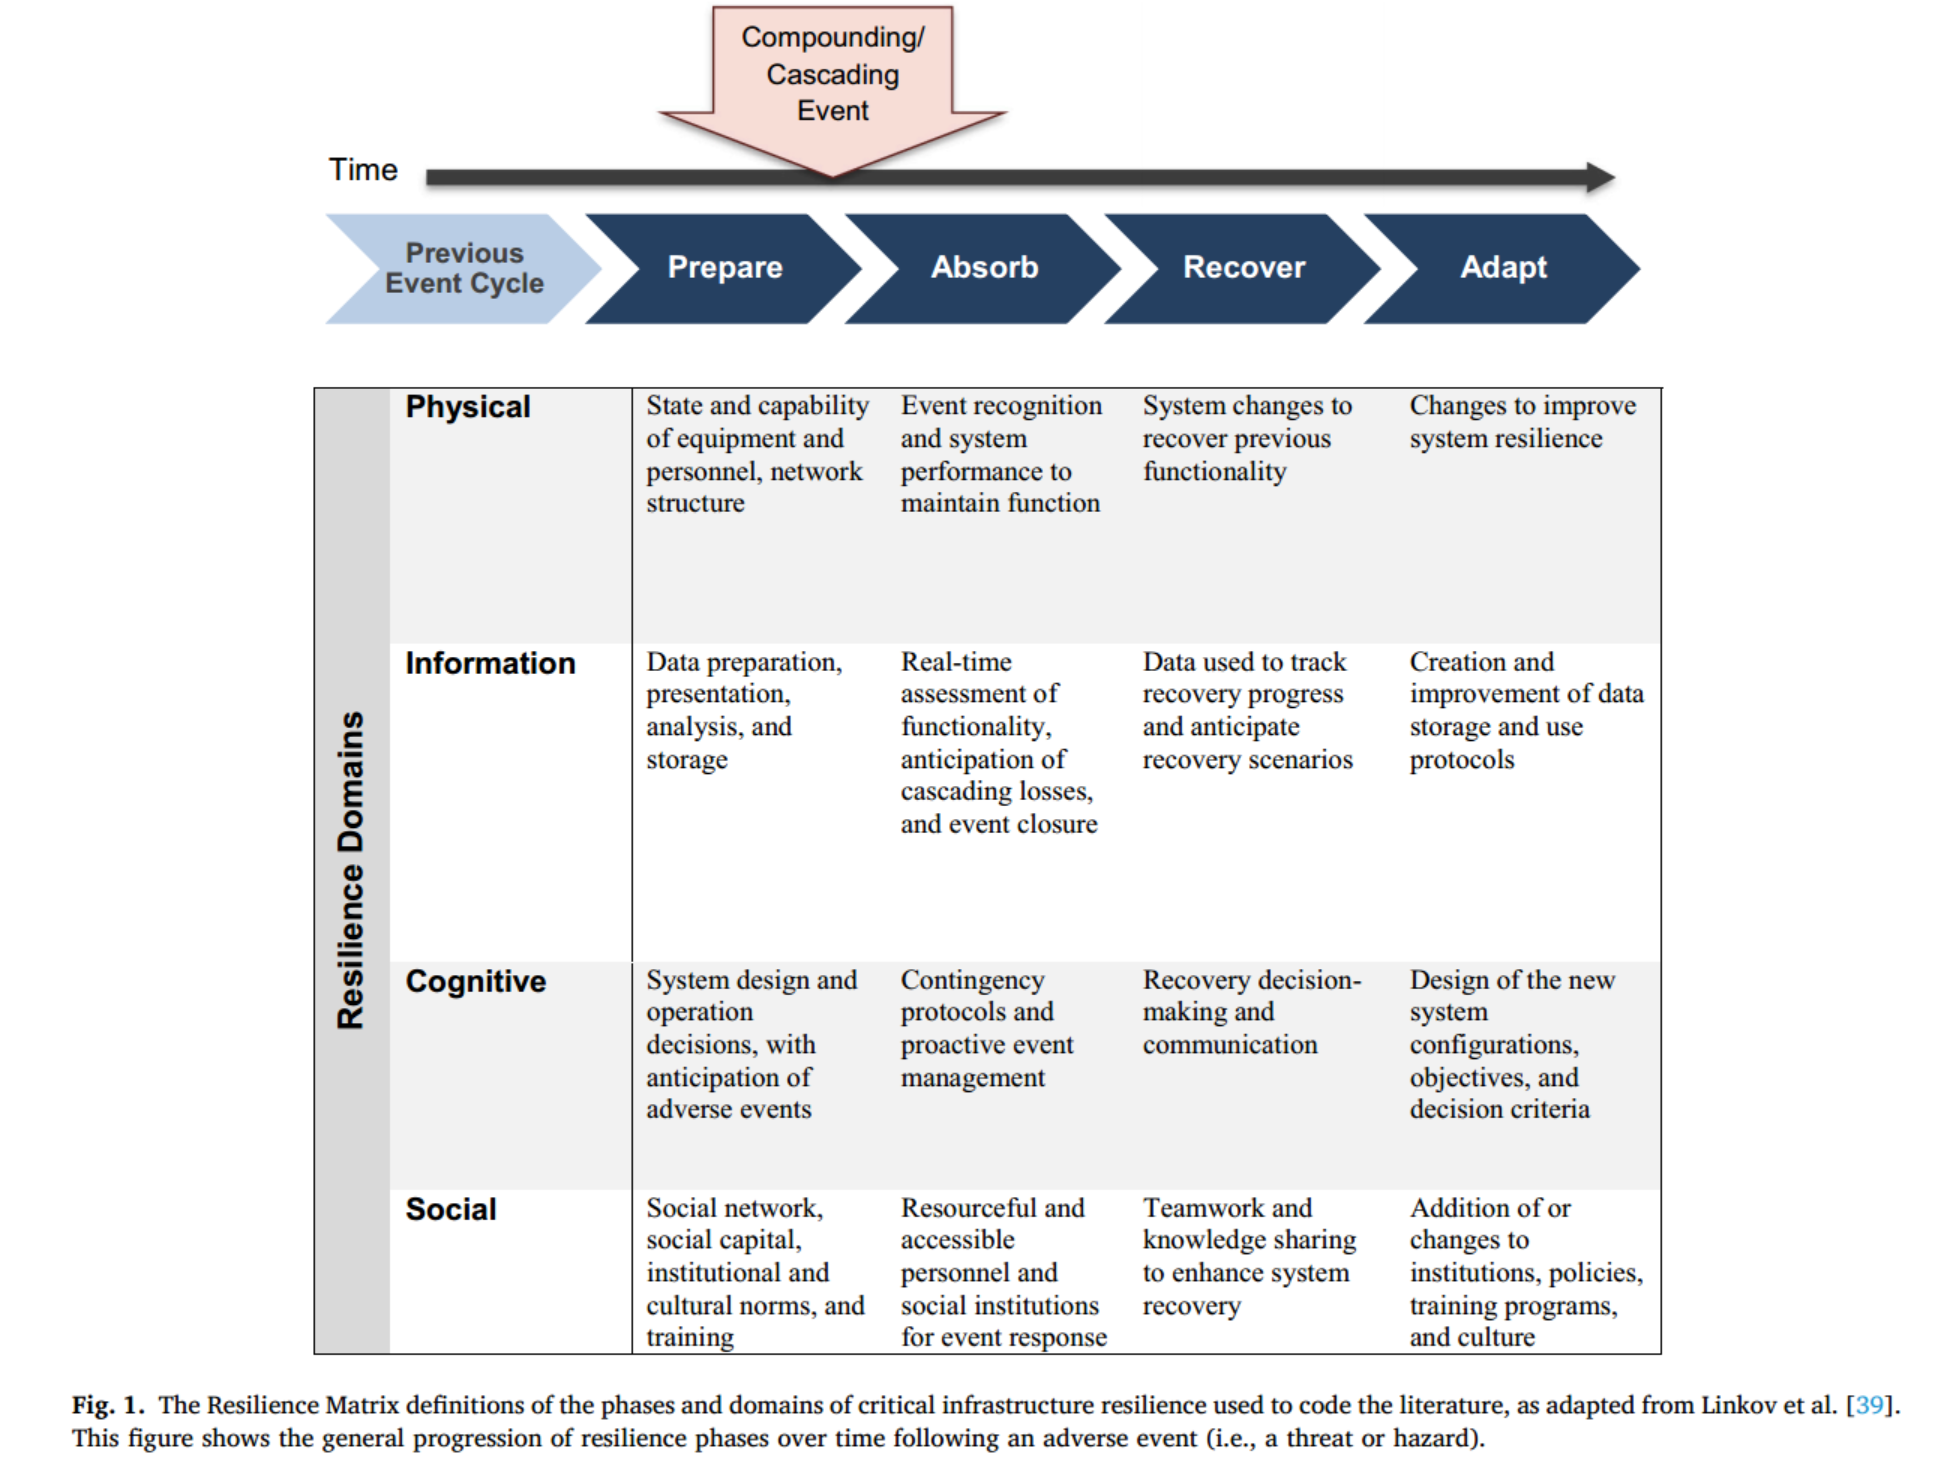 Compounding/
Cascading
Event
Time
Previous
Event Cycle
Prepare
Absorb
Recover
Adapt
Resilience Domains
Physical
State and capability
of equipment and
personnel, network
structure
Event recognition
and system
performance to
maintain function
System changes to
recover previous
functionality
Changes to improve
system resilience
Information
Data preparation,
presentation,
analysis, and
storage
Real-time
assessment of
functionality,
anticipation of
cascading losses,
and event closure
Data used to track
recovery progress
and anticipate
recovery scenarios
Creation and
improvement of data
storage and use
protocols
Cognitive
System design and
operation
decisions, with
anticipation of
adverse events
Contingency
protocols and
proactive event
management
Recovery decision-
making and
communication
Design of the new
system
configurations,
objectives, and
decision criteria
Social
Social network,
social capital,
institutional and
cultural norms, and
training
Resourceful and
accessible
personnel and
social institutions
for event response
Teamwork and
knowledge sharing
to enhance system
recovery
Addition of or
changes to
institutions, policies,
training programs,
and culture
Fig. 1. The Resilience Matrix definitions of the phases and domains of critical infrastructure resilience used to code the literature, as adapted from Linkov et al. [39].
This figure shows the general progression of resilience phases over time following an adverse event (i.e., a threat or hazard).